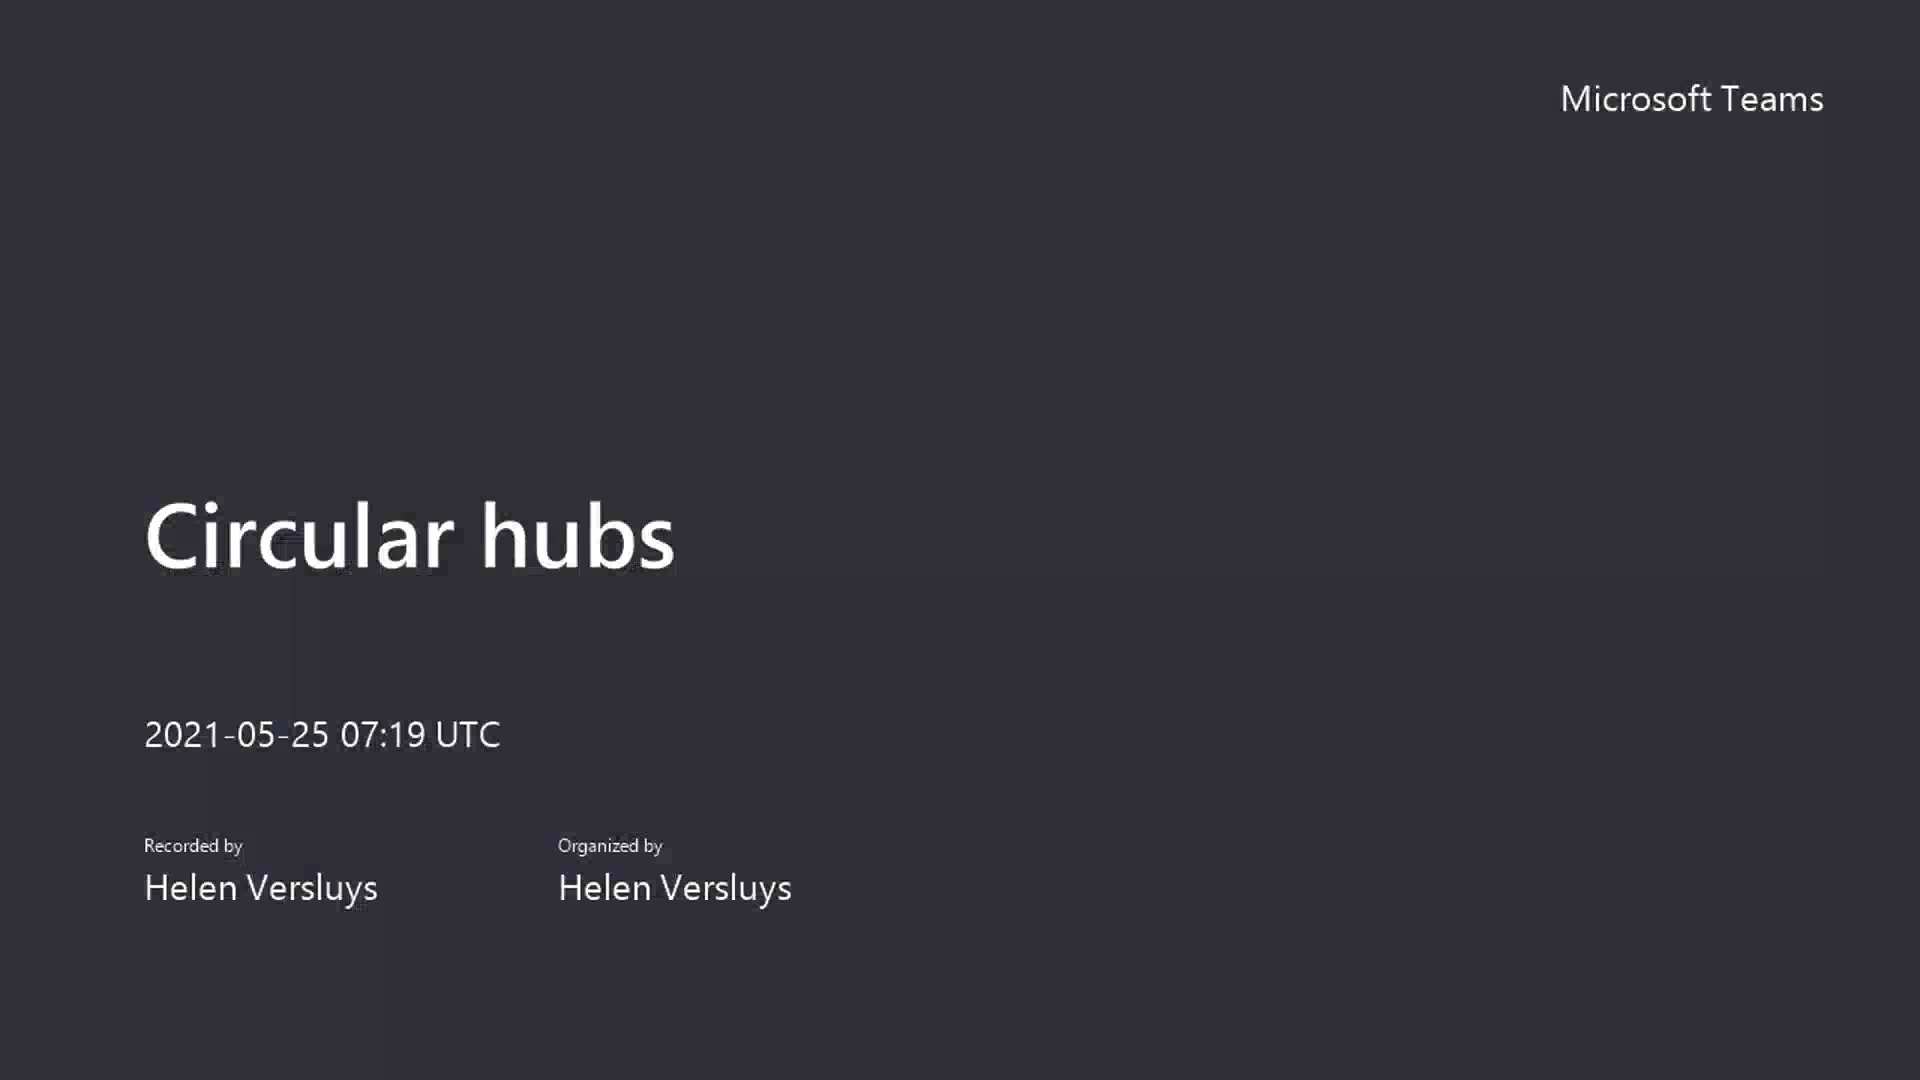 Microsoft Teams
Circular hubs
2021-05-25 07:19 UTC
Recorded by
Helen Versluys
Organized by
Helen Versluys